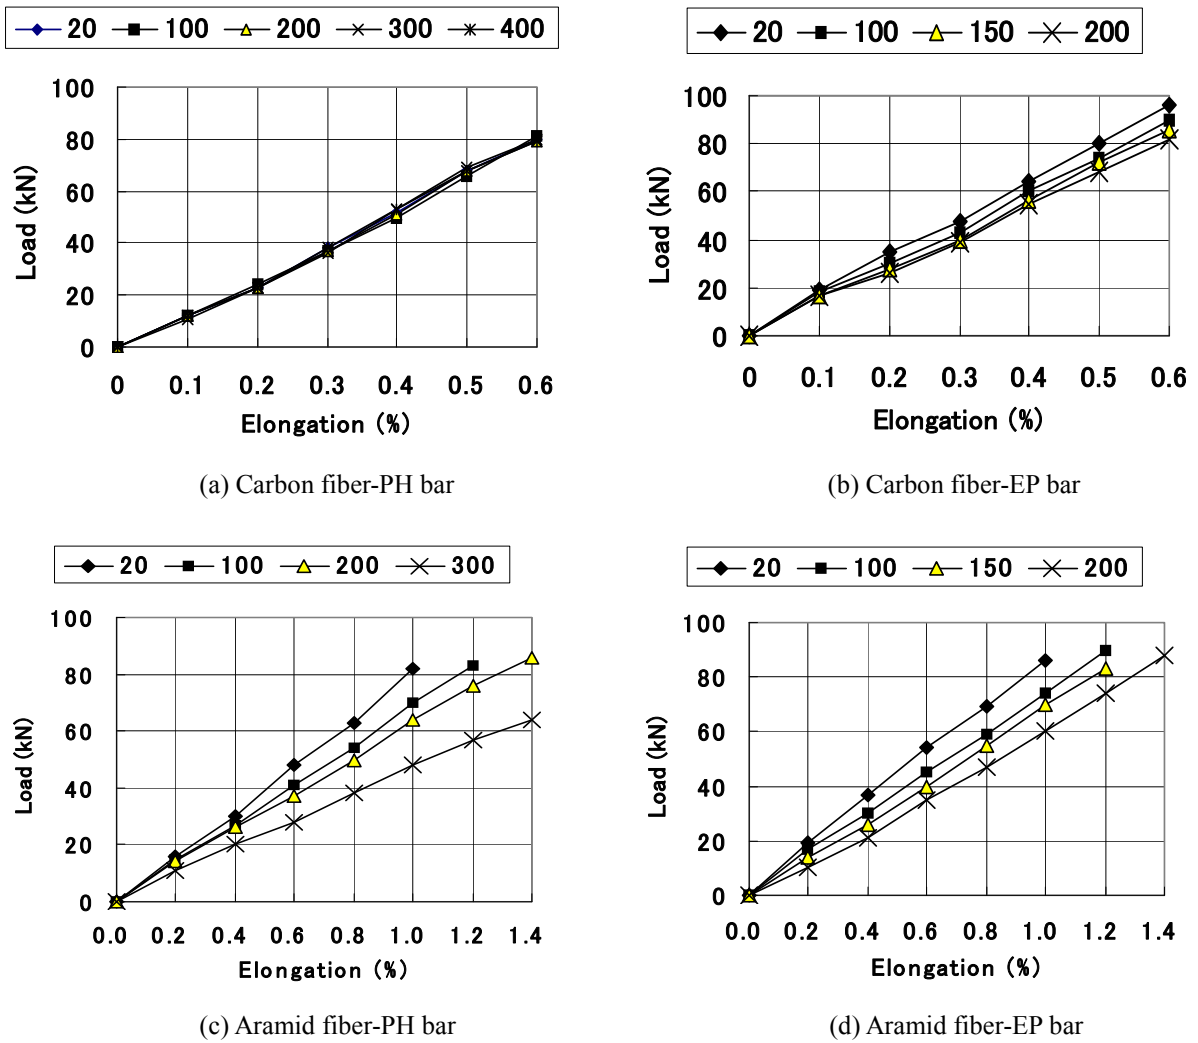 20 100 200 300 400
20 100 150 200
100
80
60
40
20
0
Load (kN)
0 0.1 0.2 0.3 0.4 0.5 0.6
Elongation (%)
100
80
60
40
20
0
Load (kN)
0 0.1 0.2 0.3 0.4 0.5 0.6
Elongation (%)
(a) Carbon fiber-PH bar
(b) Carbon fiber-EP bar
20 100 200 300
20 100 150 200
100
80
60
40
20
0
Load (kN)
0.0 0.2 0.4 0.6 0.8 1.0 1.2 1.4
Elongation (%)
100
80
60
40
20
0
Load (kN)
0.0 0.2 0.4 0.6 0.8 1.0 1.2 1.4
Elongation (%)
(c) Aramid fiber-PH bar
(d) Aramid fiber-EP bar